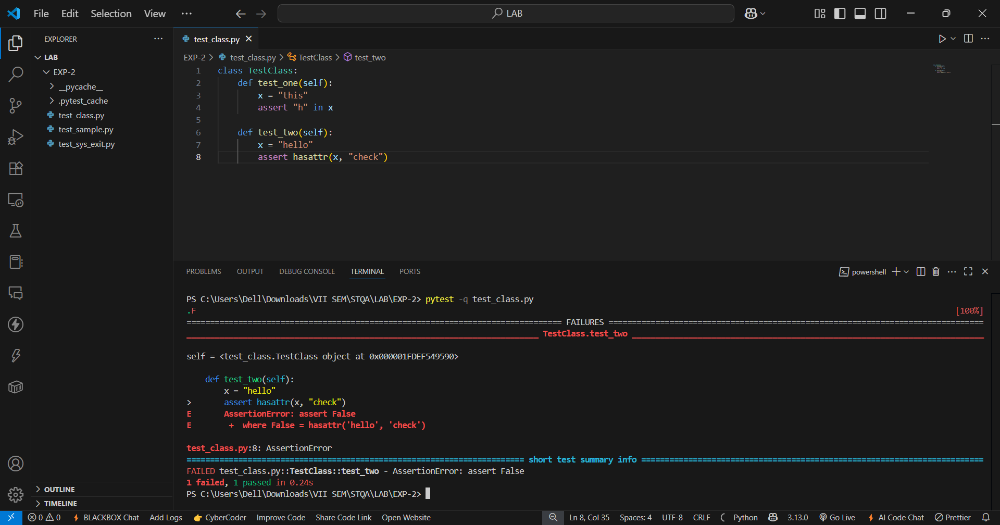 File Edit Selection View ··· LAB
EXPLORER
LAB
EXP-2
__pycache__
.pytest_cache
test_class.py
test_sample.py
test_sys_exit.py
OUTLINE
TIMELINE
test_class.py
EXP-2 > test_class.py > TestClass > test_two
1 class TestClass:
2     def test_one(self):
3         x = "this"
4         assert "h" in x
5
6     def test_two(self):
7         x = "hello"
8         assert hasattr(x, "check")
PROBLEMS OUTPUT DEBUG CONSOLE TERMINAL PORTS powershell
PS C:\Users\Dell\Downloads\VII SEM\STQA\LAB\EXP-2> pytest -q test_class.py
.F [100%]
================================================================================ FAILURES ================================================================================
___________________________________________________________________________ TestClass.test_two ___________________________________________________________________________
self = <test_class.TestClass object at 0x000001FDEF549590>
    def test_two(self):
        x = "hello"
>       assert hasattr(x, "check")
E       AssertionError: assert False
E        +  where False = hasattr('hello', 'check')
test_class.py:8: AssertionError
======================================================================== short test summary info =========================================================================
FAILED test_class.py::TestClass::test_two - AssertionError: assert False
1 failed, 1 passed in 0.24s
PS C:\Users\Dell\Downloads\VII SEM\STQA\LAB\EXP-2>
0 0 BLACKBOX Chat Add Logs CyberCoder Improve Code Share Code Link Open Website Ln 8, Col 35 Spaces: 4 UTF-8 CRLF Python 3.13.0 Go Live AI Code Chat Prettier